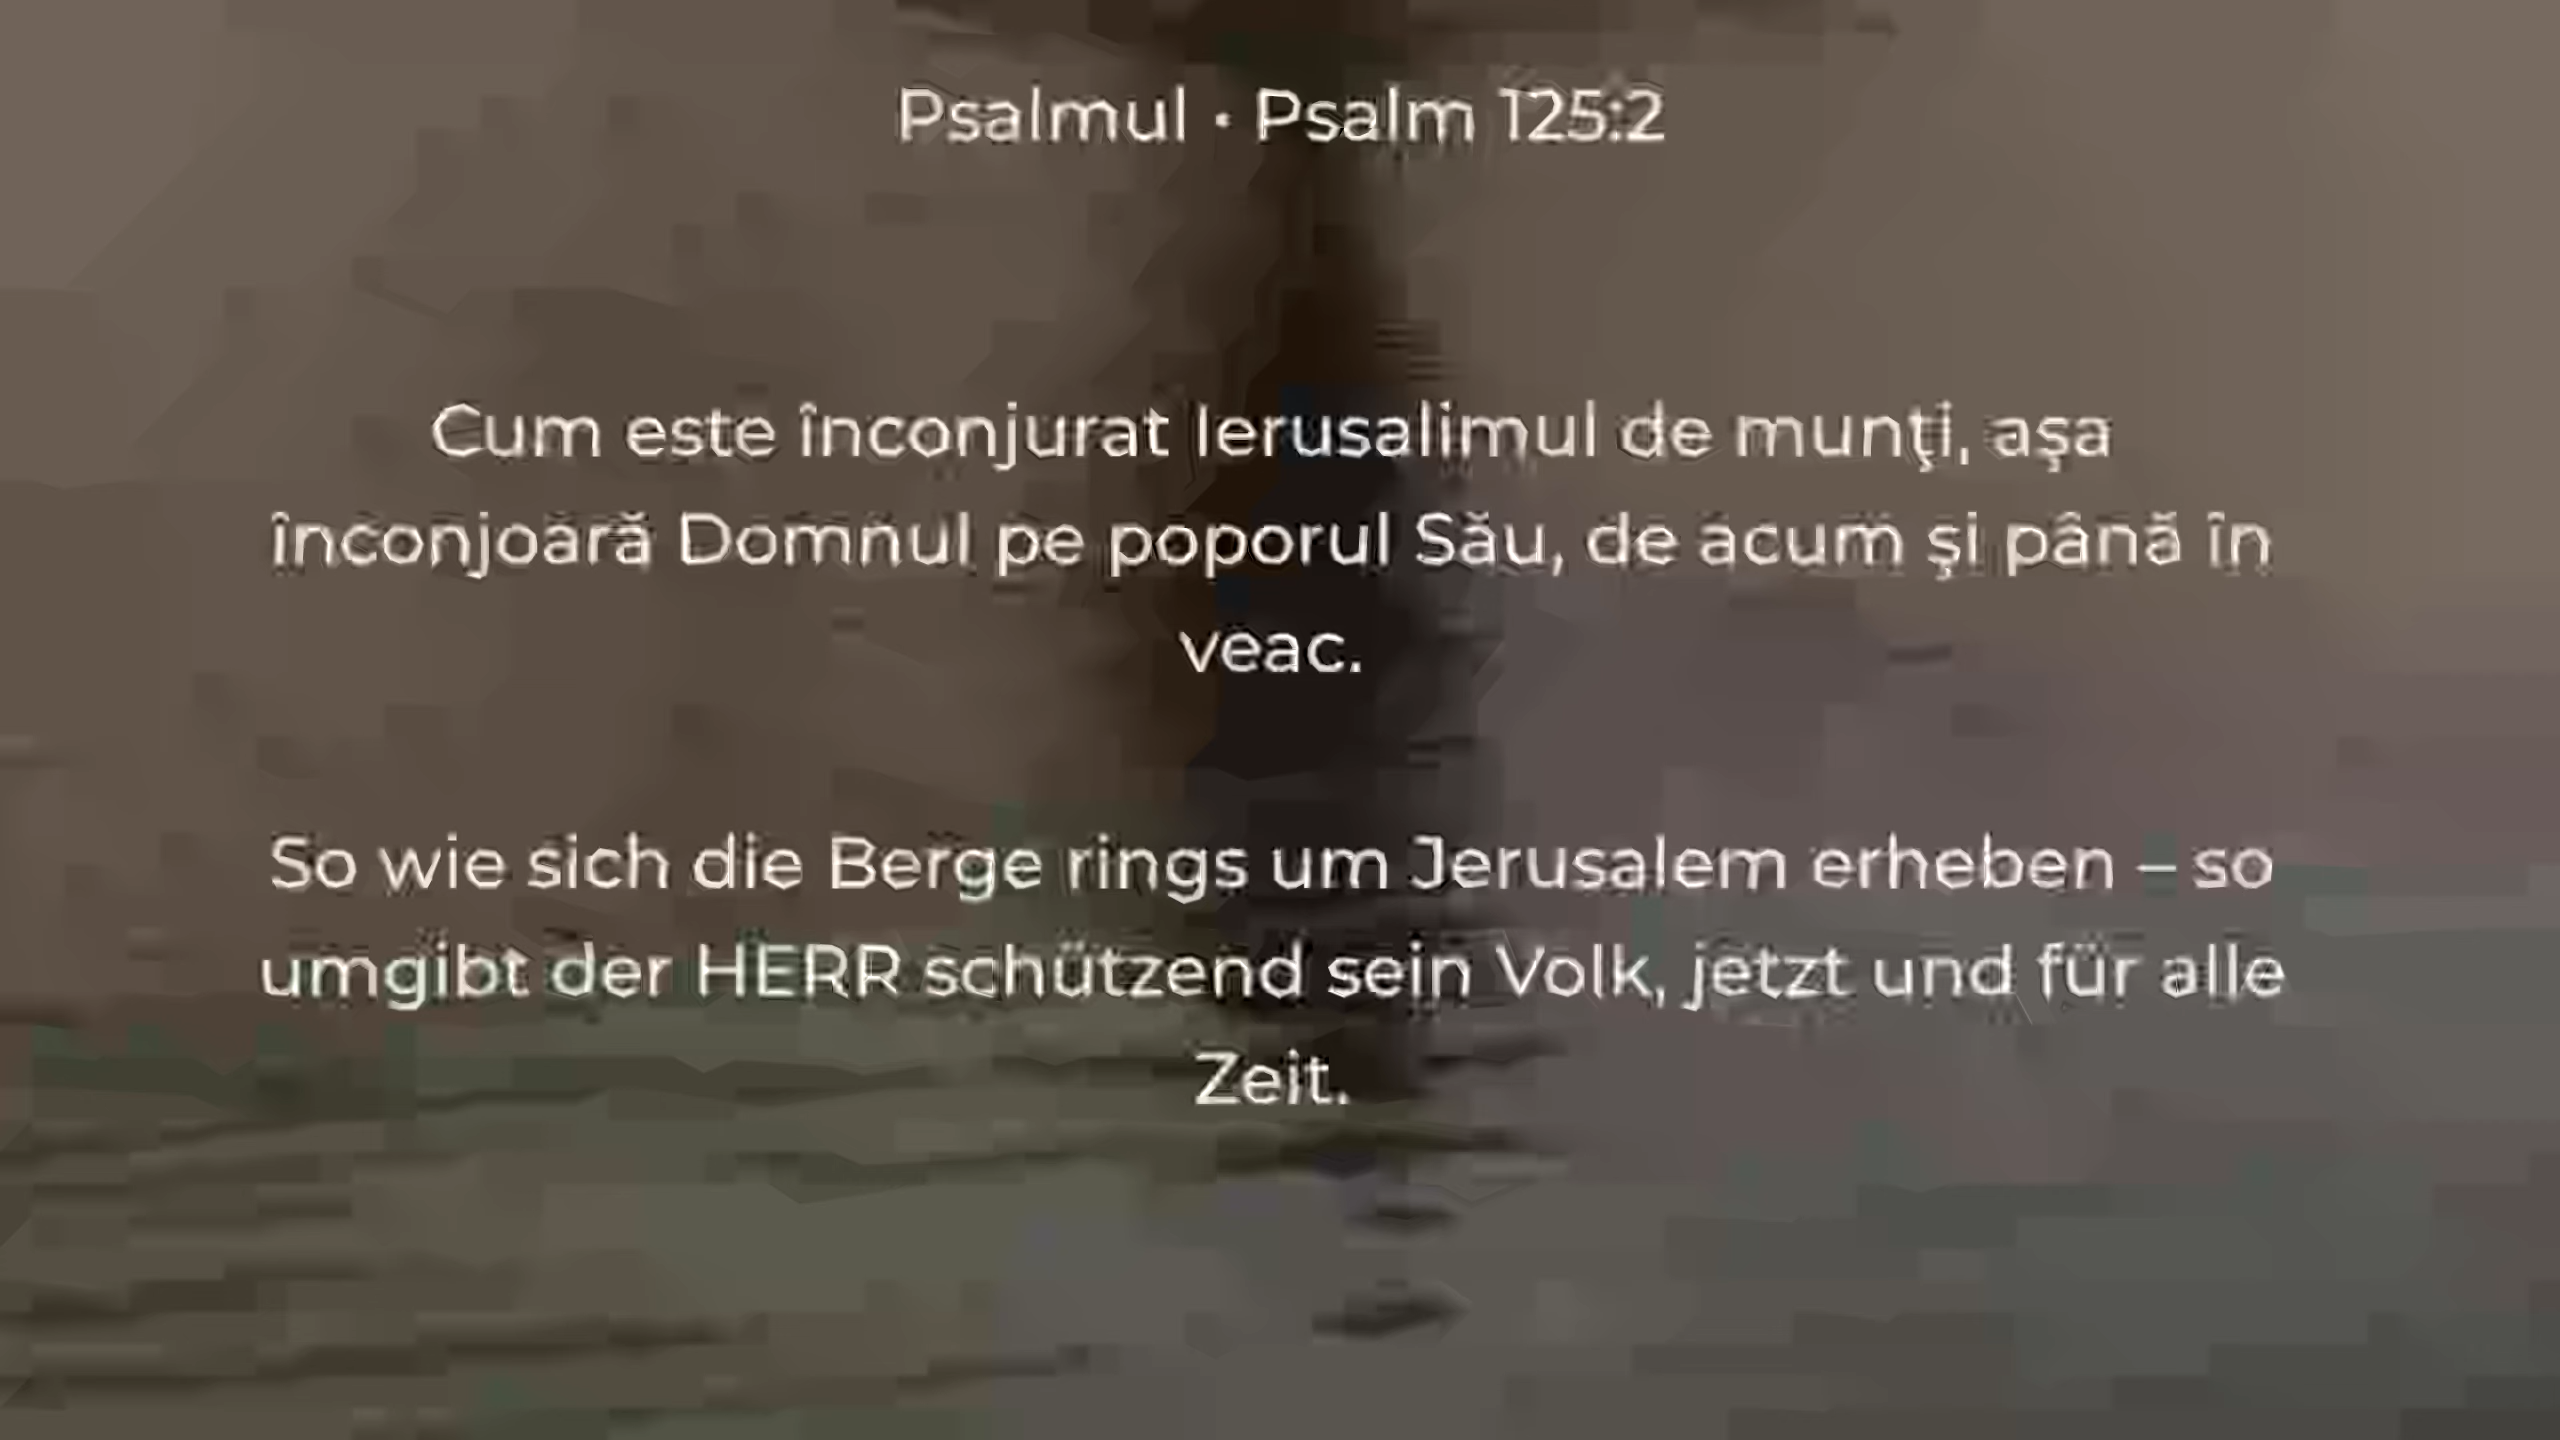 Psalmul • Psalm 125:2
Cum este înconjurat Ierusalimul de munţi, aşa
înconjoară Domnul pe poporul Său, de acum şi până în
veac.
So wie sich die Berge rings um Jerusalem erheben – so
umgibt der HERR schützend sein Volk, jetzt und für alle
Zeit.